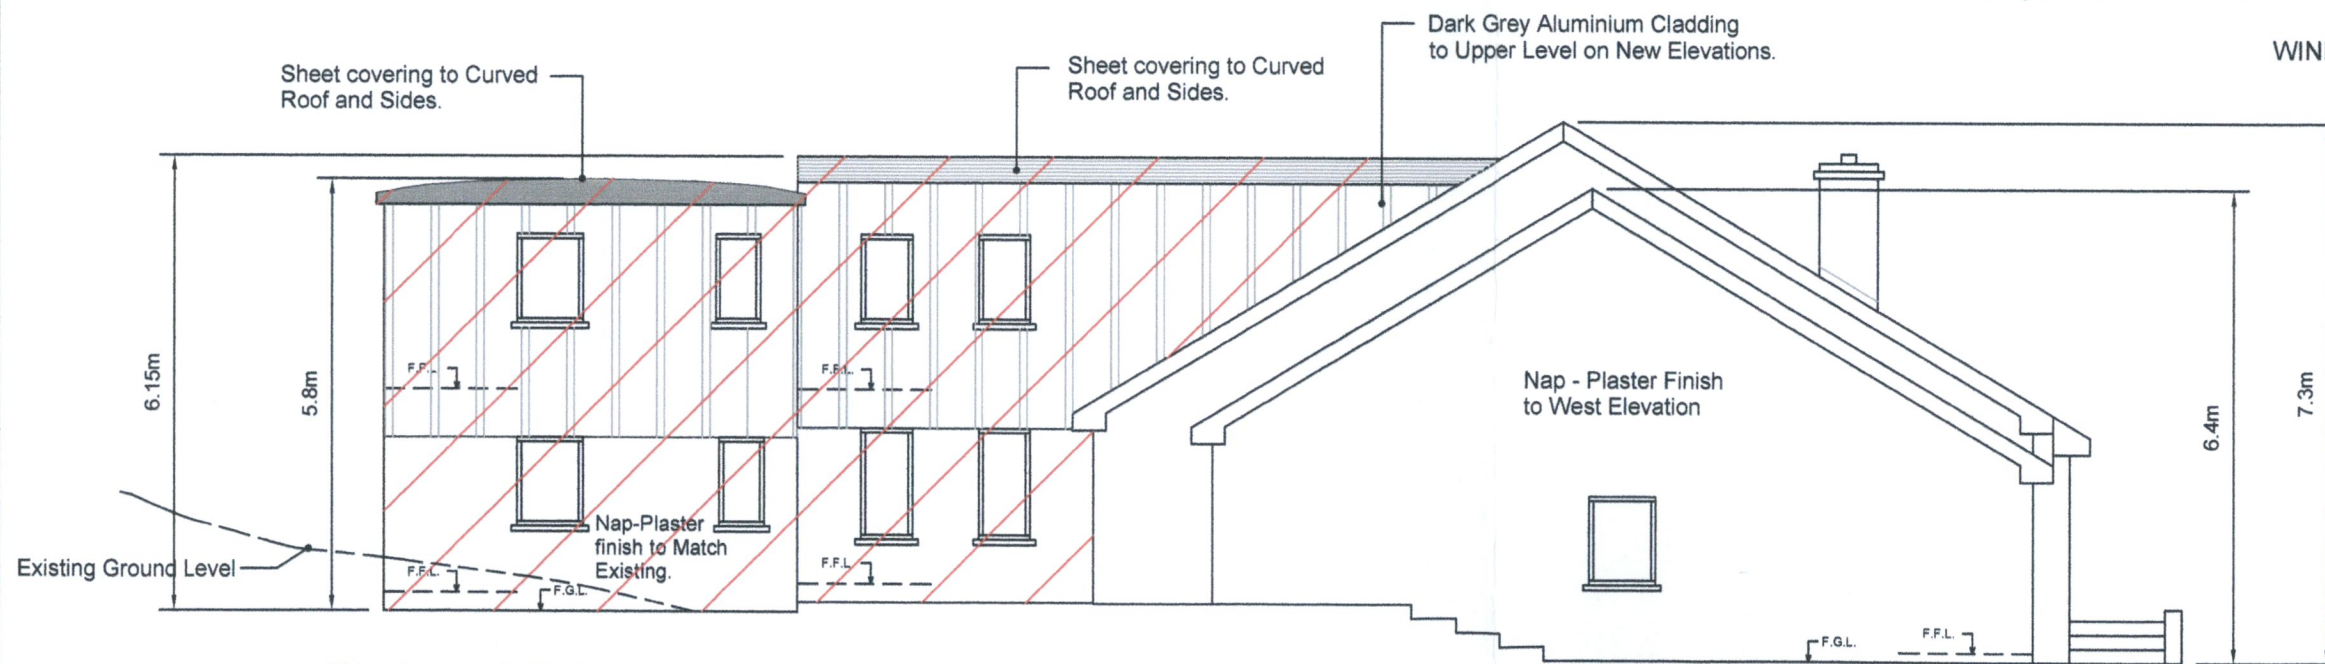 Dark Grey Aluminium Cladding
to Upper Level on New Elevations.
WIN
Sheet covering to Curved
Roof and Sides.
Sheet covering to Curved
Roof and Sides.
6.15m
5.8m
F.F.L.
F.F.L.
Nap - Plaster Finish
to West Elevation
6.4m
7.3m
Nap-Plaster
finish to Match
Existing.
Existing Ground Level
F.F.L.
F.G.L.
F.F.L
F.G.L.
F.F.L.